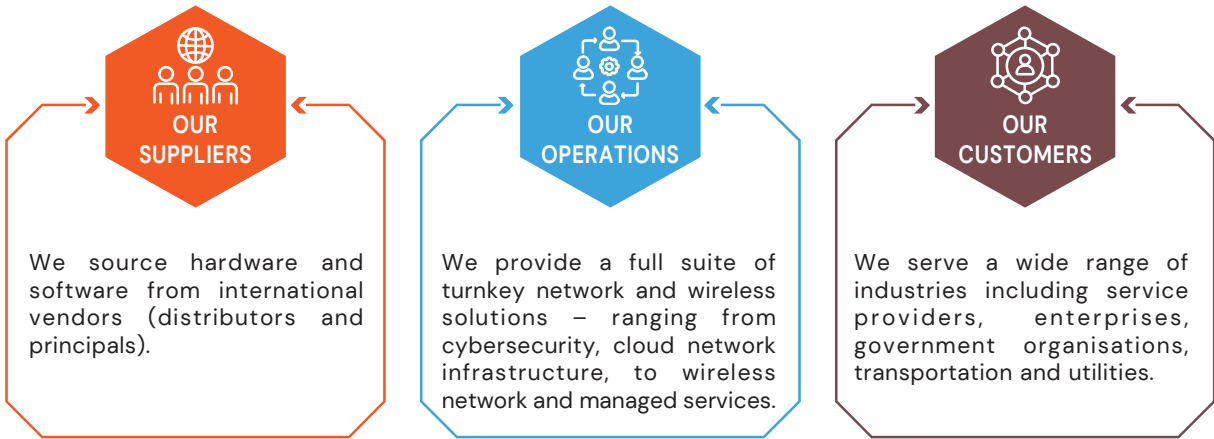 OUR
SUPPLIERS
We source hardware and
software from international
vendors (distributors and
principals).
OUR
OPERATIONS
We provide a full suite of
turnkey network and wireless
solutions – ranging from
cybersecurity, cloud network
infrastructure, to wireless
network and managed services.
OUR
CUSTOMERS
We serve a wide range of
industries including service
providers, enterprises,
government organisations,
transportation and utilities.